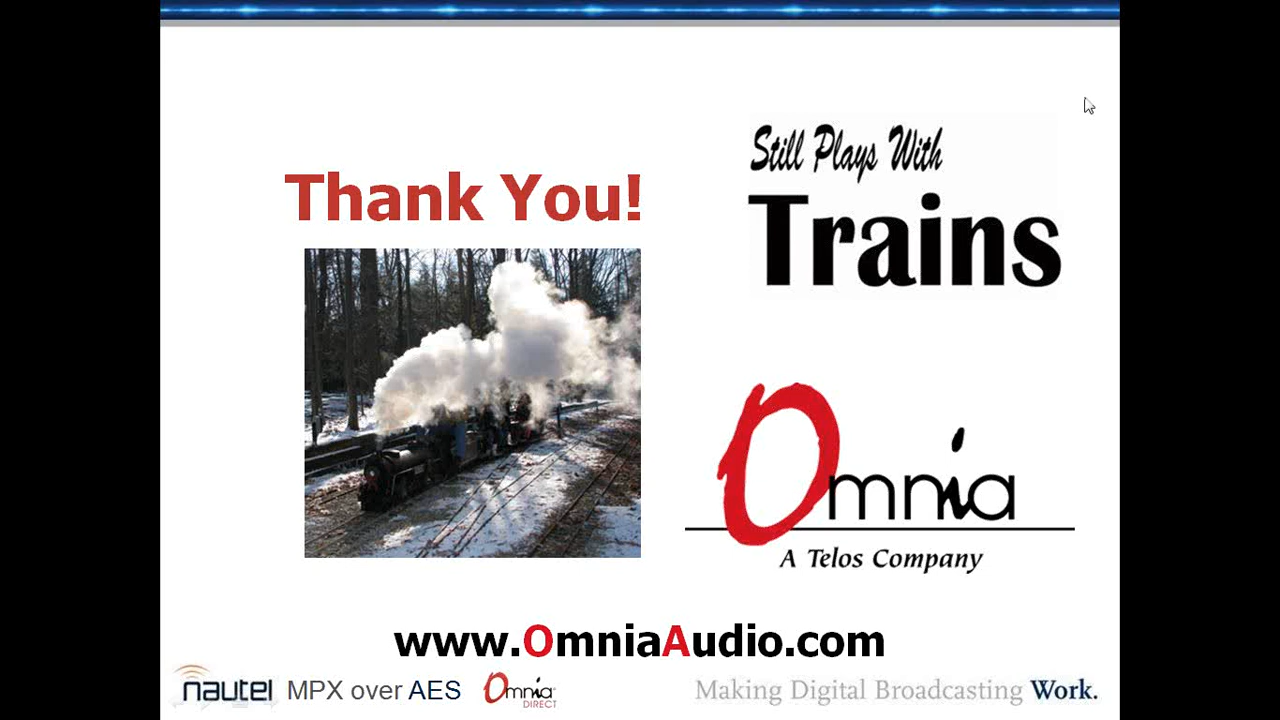 Still Plays With
Trains
Thank You!
Omnia
A Telos Company
www.OmniaAudio.com
nautel MPX over AES Omnia DIRECT Making Digital Broadcasting Work.